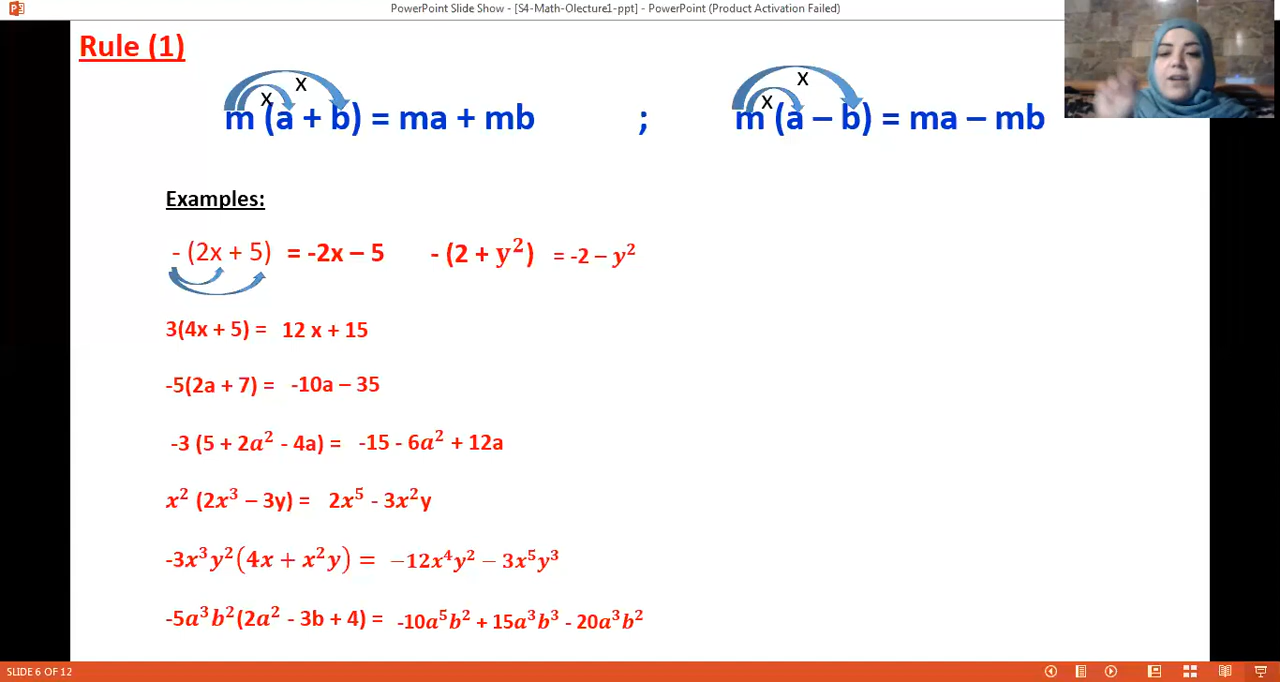 PowerPoint Slide Show - [S4-Math-Olecture1-ppt] - PowerPoint (Product Activation Failed)
Rule (1)
x x x x
m (a + b) = ma + mb ; m (a – b) = ma – mb
Examples:
- (2x + 5) = -2x – 5 - (2 + y²) = -2 – y²
3(4x + 5) = 12 x + 15
-5(2a + 7) = -10a – 35
-3 (5 + 2a² - 4a) = -15 - 6a² + 12a
x² (2x³ – 3y) = 2x⁵ - 3x²y
-3x³y²(4x + x²y) = −12x⁴y² − 3x⁵y³
-5a³b²(2a² - 3b + 4) = -10a⁵b² + 15a³b³ - 20a³b²
SLIDE 6 OF 12